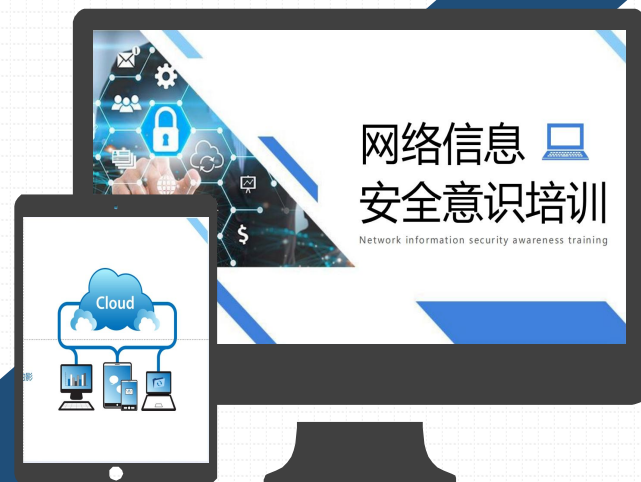 网络信息
安全意识培训
Network information security awareness training
$
Cloud